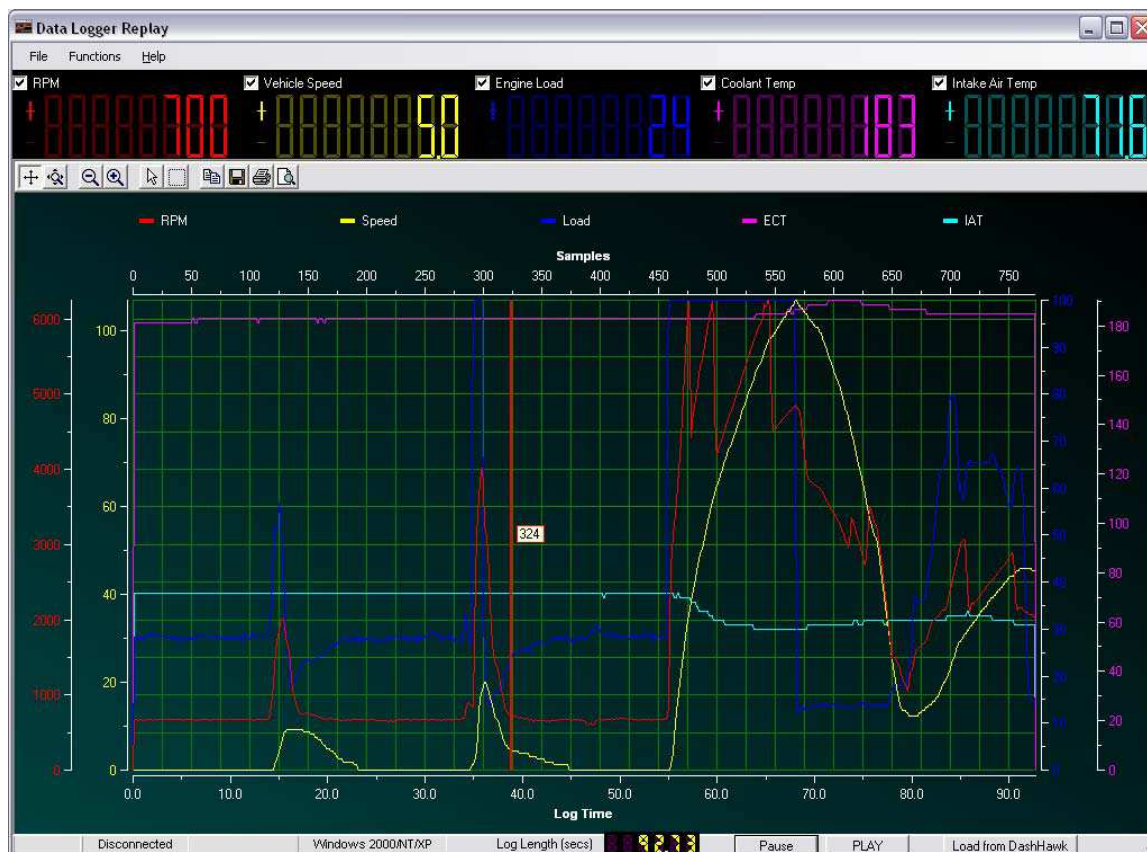 Data Logger Replay
File Functions Help
RPM Vehicle Speed Engine Load Coolant Temp Intake Air Temp
700 5.0 24 183 71.6
RPM Speed Load ECT IAT
Samples
0 50 100 150 200 250 300 350 400 450 500 550 600 650 700 750
6000 100 100 180
90
160
5000 80 80
140
70
4000 120
60 60
324
3000 100
50
80
40 40
2000 60
30
40
20 20
1000
20
10
0 0 0 0
0.0 10.0 20.0 30.0 40.0 50.0 60.0 70.0 80.0 90.0
Log Time
Disconnected Windows 2000/NT/XP Log Length (secs) 92.73 Pause PLAY Load from DashHawk